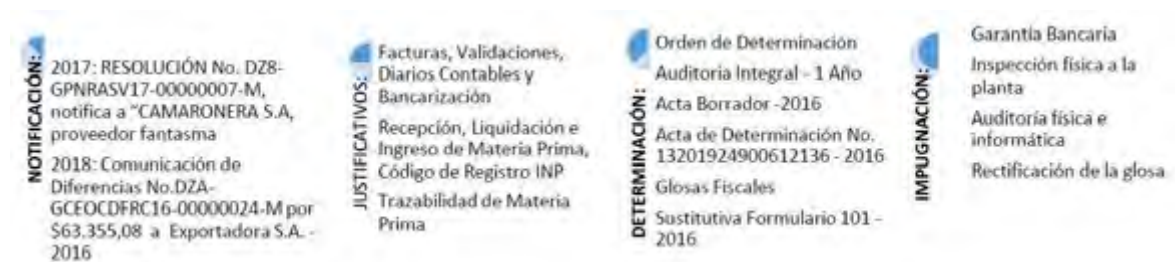 NOTIFICACIÓN:
2017: RESOLUCIÓN No. DZ8-
GPNRASV17-00000007-M,
notifica a "CAMARONERA S.A,
proveedor fantasma
2018: Comunicación de
Diferencias No.DZA-
GCEOCDFRC16-00000024-M por
$63.355,08 a Exportadora S.A. -
2016
JUSTIFICATIVOS:
Facturas, Validaciones,
Diarios Contables y
Bancarización
Recepción, Liquidación e
Ingreso de Materia Prima,
Código de Registro INP
Trazabilidad de Materia
Prima
DETERMINACIÓN:
Orden de Determinación
Auditoria Integral - 1 Año
Acta Borrador -2016
Acta de Determinación No.
13201924900612136 - 2016
Glosas Fiscales
Sustitutiva Formulario 101 -
2016
IMPUGNACIÓN:
Garantía Bancaria
Inspección física a la
planta
Auditoría física e
informática
Rectificación de la glosa